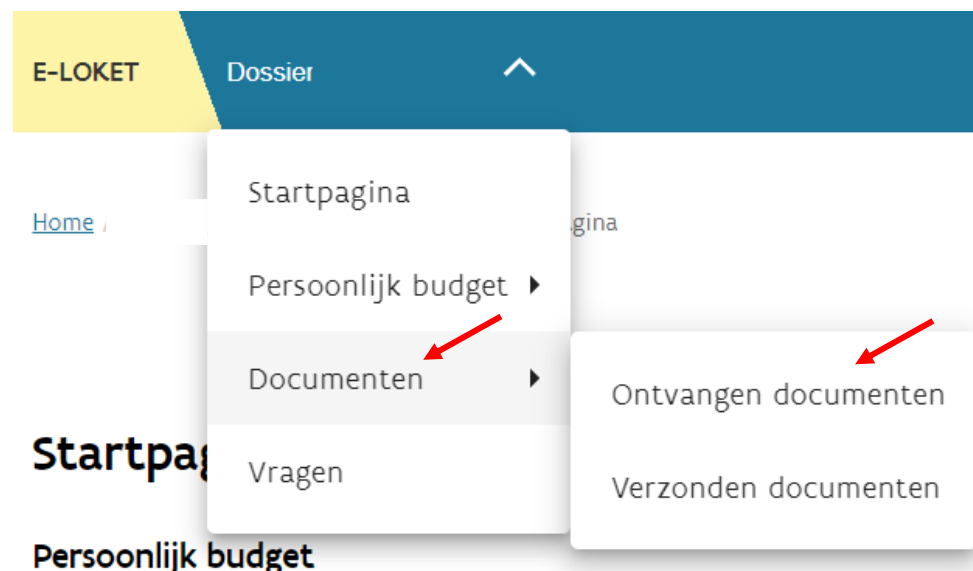 E-LOKET
Dossier
Startpagina
Home /
gina
Persoonlijk budget
Documenten
Ontvangen documenten
Startpag
Vragen
Verzonden documenten
Persoonlijk budget